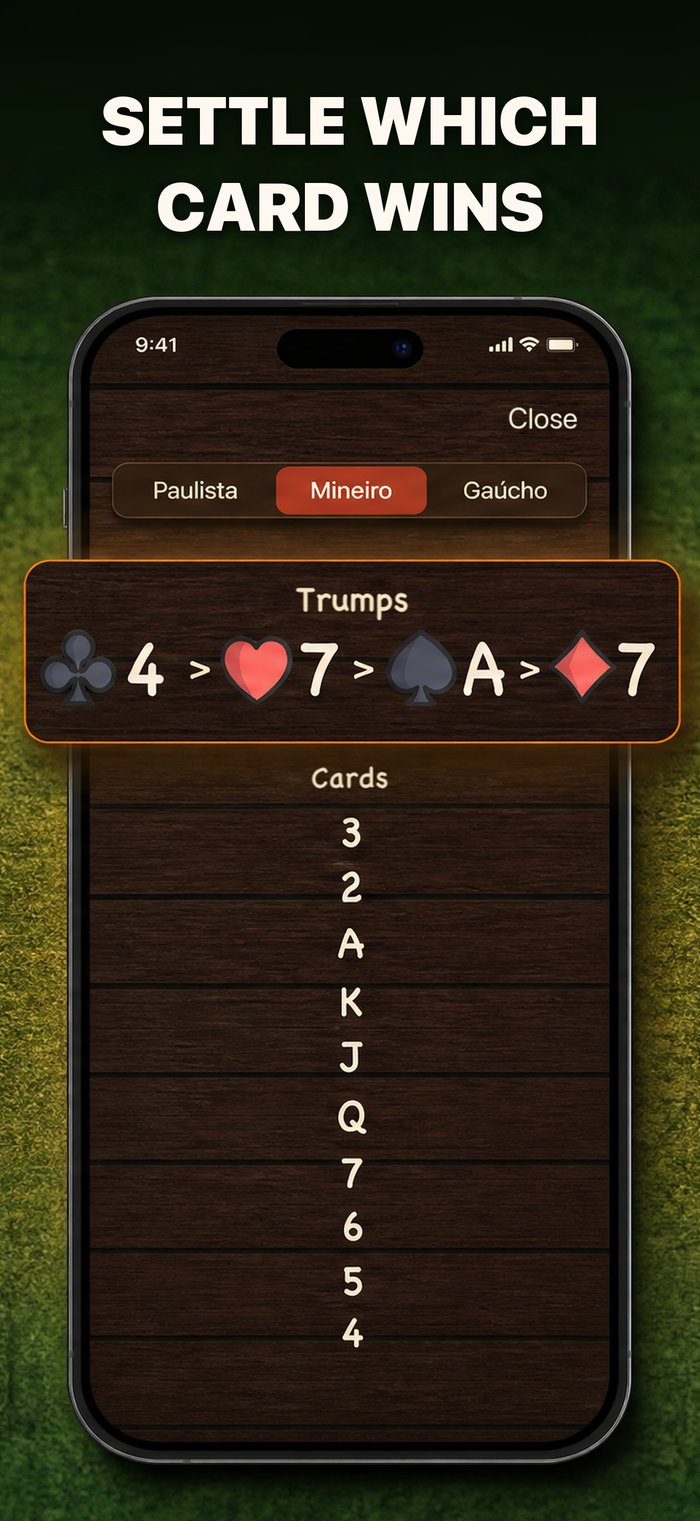 SETTLE WHICH
CARD WINS
9:41
Close
Paulista Mineiro Gaúcho
Trumps
♣4 > ♥7 > ♠A > ♦7
Cards
3
2
A
K
J
Q
7
6
5
4